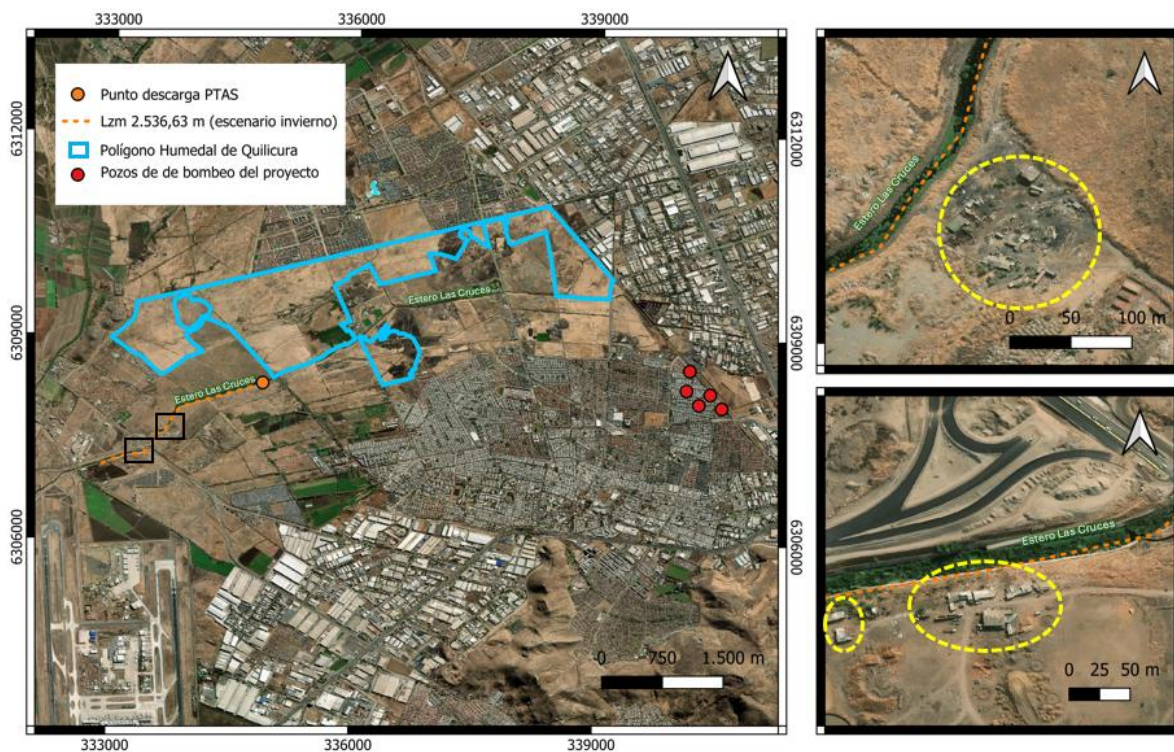 333000
336000
339000
6312000
6309000
6306000
Punto descarga PTAS
Lzm 2.536,63 m (escenario invierno)
Polígono Humedal de Quilicura
Pozos de de bombeo del proyecto
Estero Las Cruces
Estero Las Cruces
0 750 1.500 m
6312000
6309000
6306000
333000
336000
339000
Estero Las Cruces
0 50 100 m
Estero Las Cruces
0 25 50 m